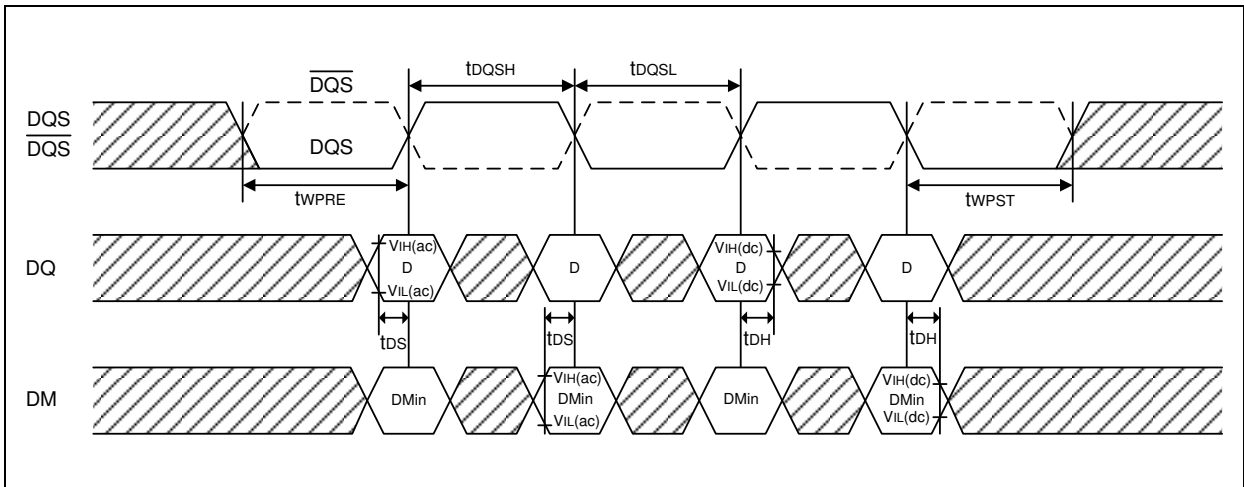 DQS
tDQSH
tDQSL
DQS
DQS
DQS
tWPRE
tWPST
DQ
VIH(ac)
D
VIL(ac)
D
VIH(dc)
D
VIL(dc)
D
tDS
tDS
tDH
tDH
DM
DMin
VIH(ac)
DMin
VIL(ac)
DMin
VIH(dc)
DMin
VIL(dc)